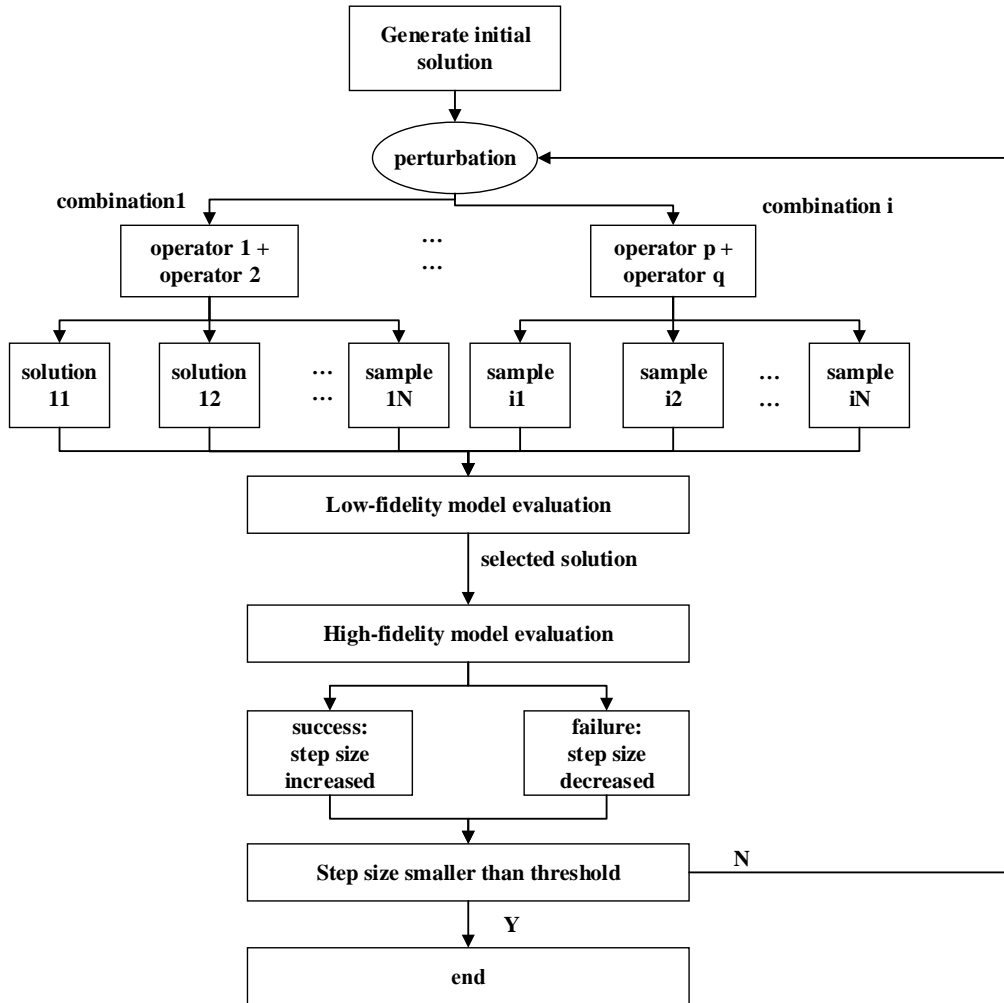 Generate initial
solution
perturbation
combination1
combination i
operator 1 +
operator 2
...
...
operator p +
operator q
solution
11
solution
12
...
...
sample
1N
sample
i1
sample
i2
...
...
sample
iN
Low-fidelity model evaluation
selected solution
High-fidelity model evaluation
success:
step size
increased
failure:
step size
decreased
Step size smaller than threshold
N
Y
end